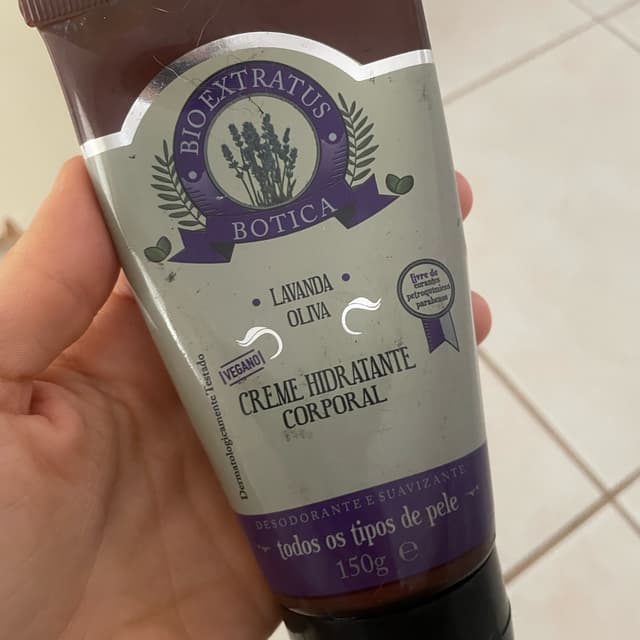 BIO EXTRATUS
BOTICA
LAVANDA
OLIVA
livre de
corantes
petroquímicos
parabenos
VEGANO
CREME HIDRATANTE
CORPORAL
Dermatologicamente Testado
DESODORANTE E SUAVIZANTE
todos os tipos de pele
150g ℮